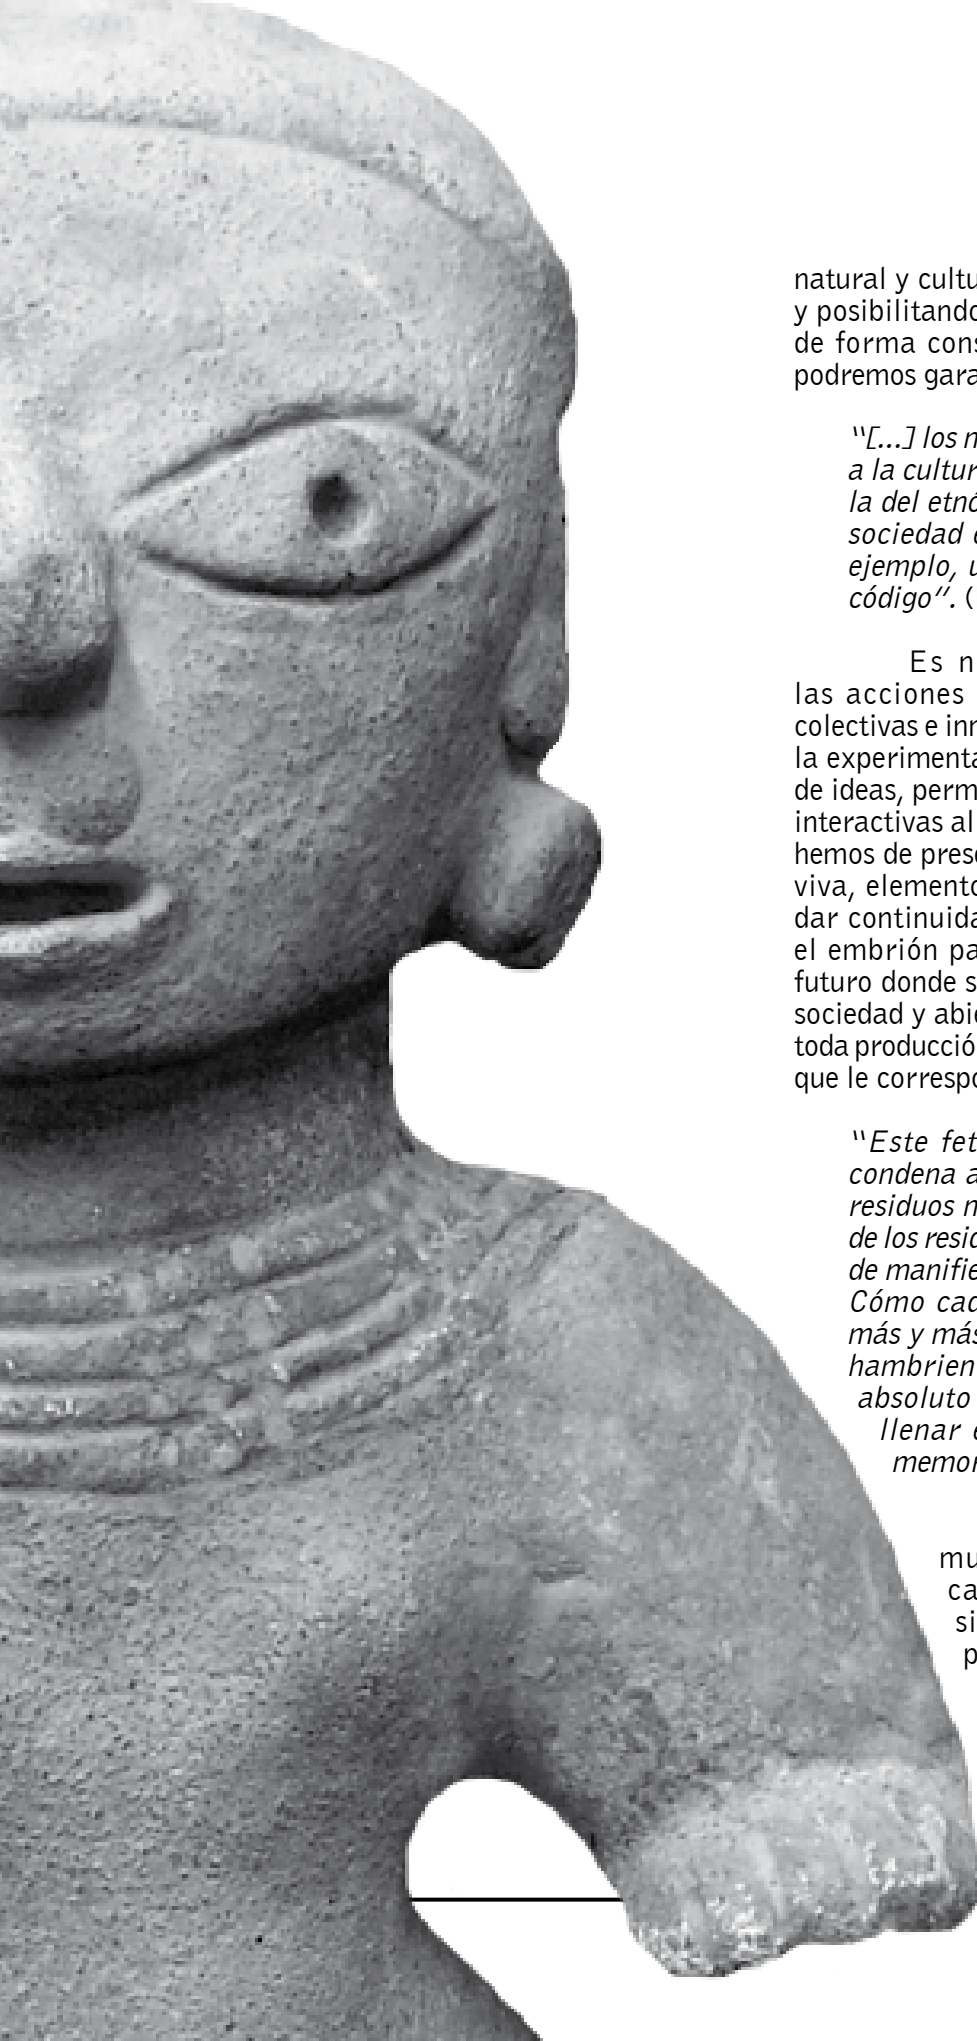 natural y cultu
y posibilitando
de forma cons
podremos gara
“[...] los n
a la cultur
la del etnó
sociedad e
ejemplo, u
código”. (
Es n
las acciones
colectivas e inn
la experimenta
de ideas, perm
interactivas al
hemos de prese
viva, elemento
dar continuida
el embrión pa
futuro donde s
sociedad y abie
toda producció
que le correspo
“Este fet
condena a
residuos n
de los resid
de manifie
Cómo cad
más y más
hambrien
absoluto
llenar e
memor
mu
ca
si
p